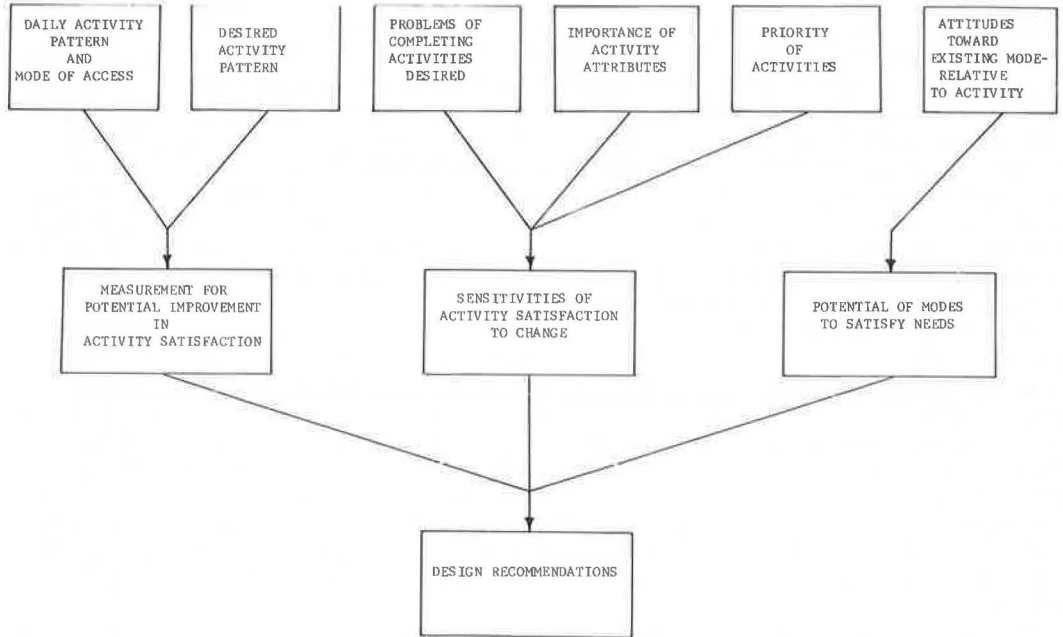 DAILY ACTIVITY
PATTERN
AND
MODE OF ACCESS
DESIRED
ACTIVITY
PATTERN
PROBLEMS OF
COMPLETING
ACTIVITIES
DESIRED
IMPORTANCE OF
ACTIVITY
ATTRIBUTES
PRIORITY
OF
ACTIVITIES
ATTITUDES
TOWARD
EXISTING MODE-
RELATIVE
TO ACTIVITY
MEASUREMENT FOR
POTENTIAL IMPROVEMENT
IN
ACTIVITY SATISFACTION
SENSITIVITIES OF
ACTIVITY SATISFACTION
TO CHANGE
POTENTIAL OF MODES
TO SATISFY NEEDS
DESIGN RECOMMENDATIONS